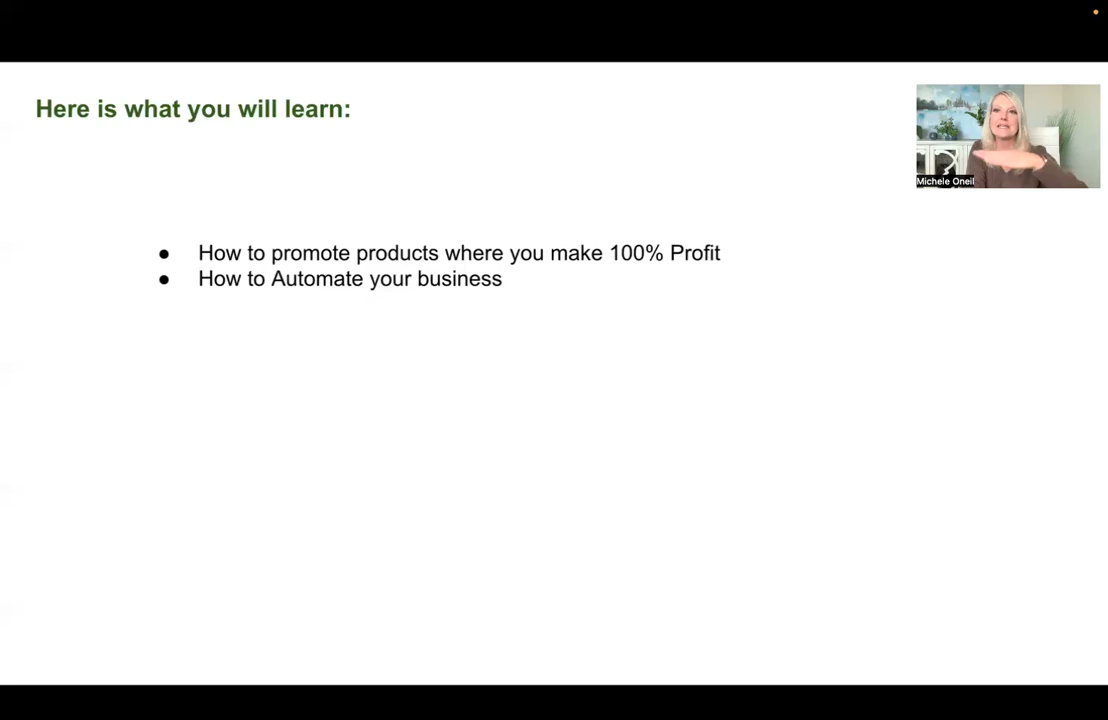 Here is what you will learn:
Michele Oneil
● How to promote products where you make 100% Profit
● How to Automate your business